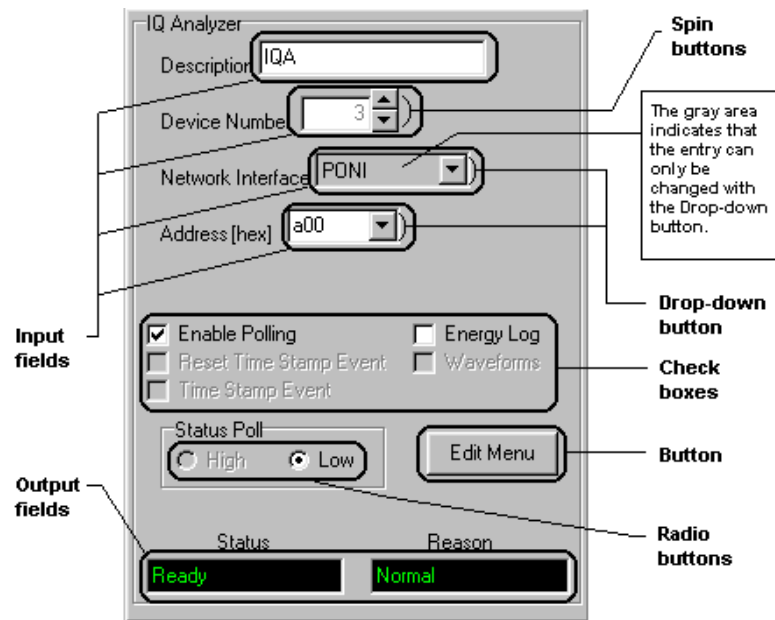 IQ Analyzer
Spin
buttons
Description IQA
Device Numbe 3
The gray area
indicates that
the entry can
only be
changed with
the Drop-down
button.
Network Interface PONI
Address [hex] a00
Drop-down
button
Input
fields
Enable Polling Energy Log
Reset Time Stamp Event Waveforms
Time Stamp Event
Check
boxes
Status Poll
High Low
Edit Menu
Button
Output
fields
Radio
buttons
Status Reason
Ready Normal